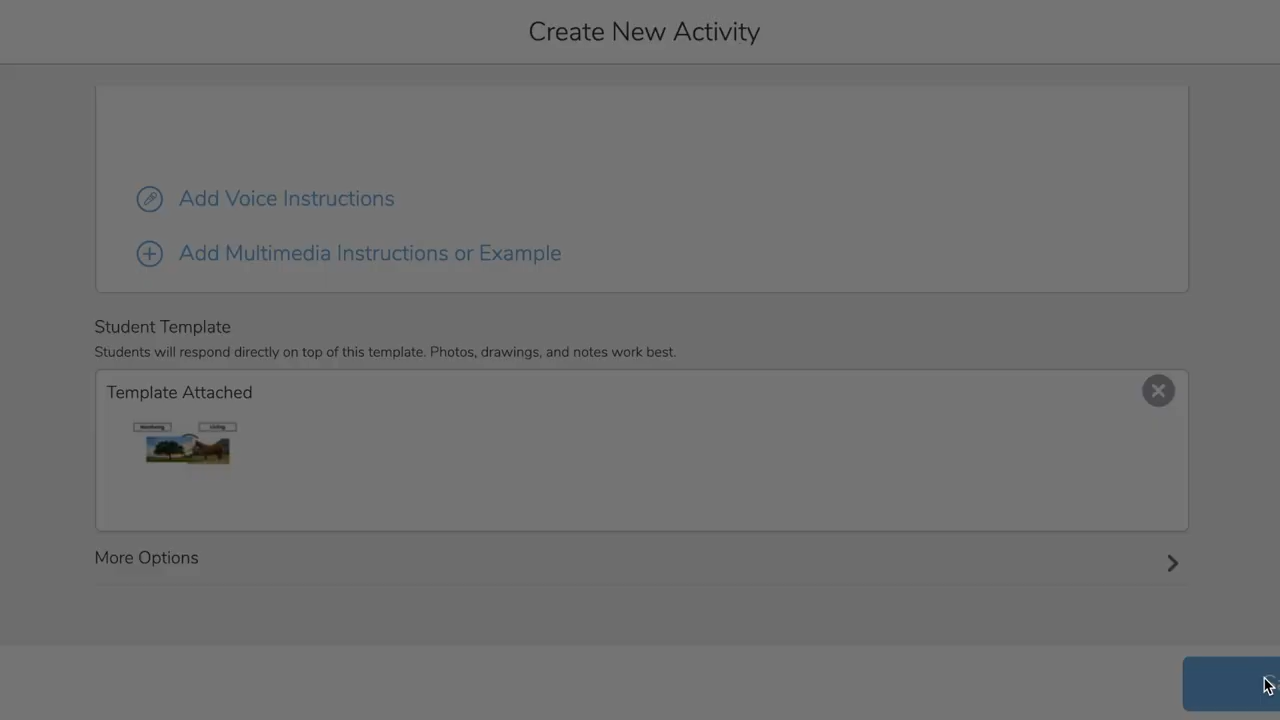 Create New Activity
Add Voice Instructions
Add Multimedia Instructions or Example
Student Template
Students will respond directly on top of this template. Photos, drawings, and notes work best.
Template Attached
More Options